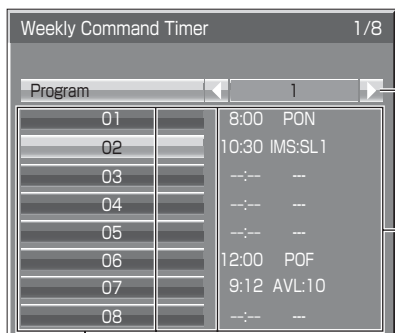 Weekly Command Timer 1/8
Program 1
01 8:00 PON
02 10:30 IMS:SL1
03 --:-- ---
04 --:-- ---
05 --:-- ---
06 12:00 POF
07 9:12 AVL:10
08 --:-- ---